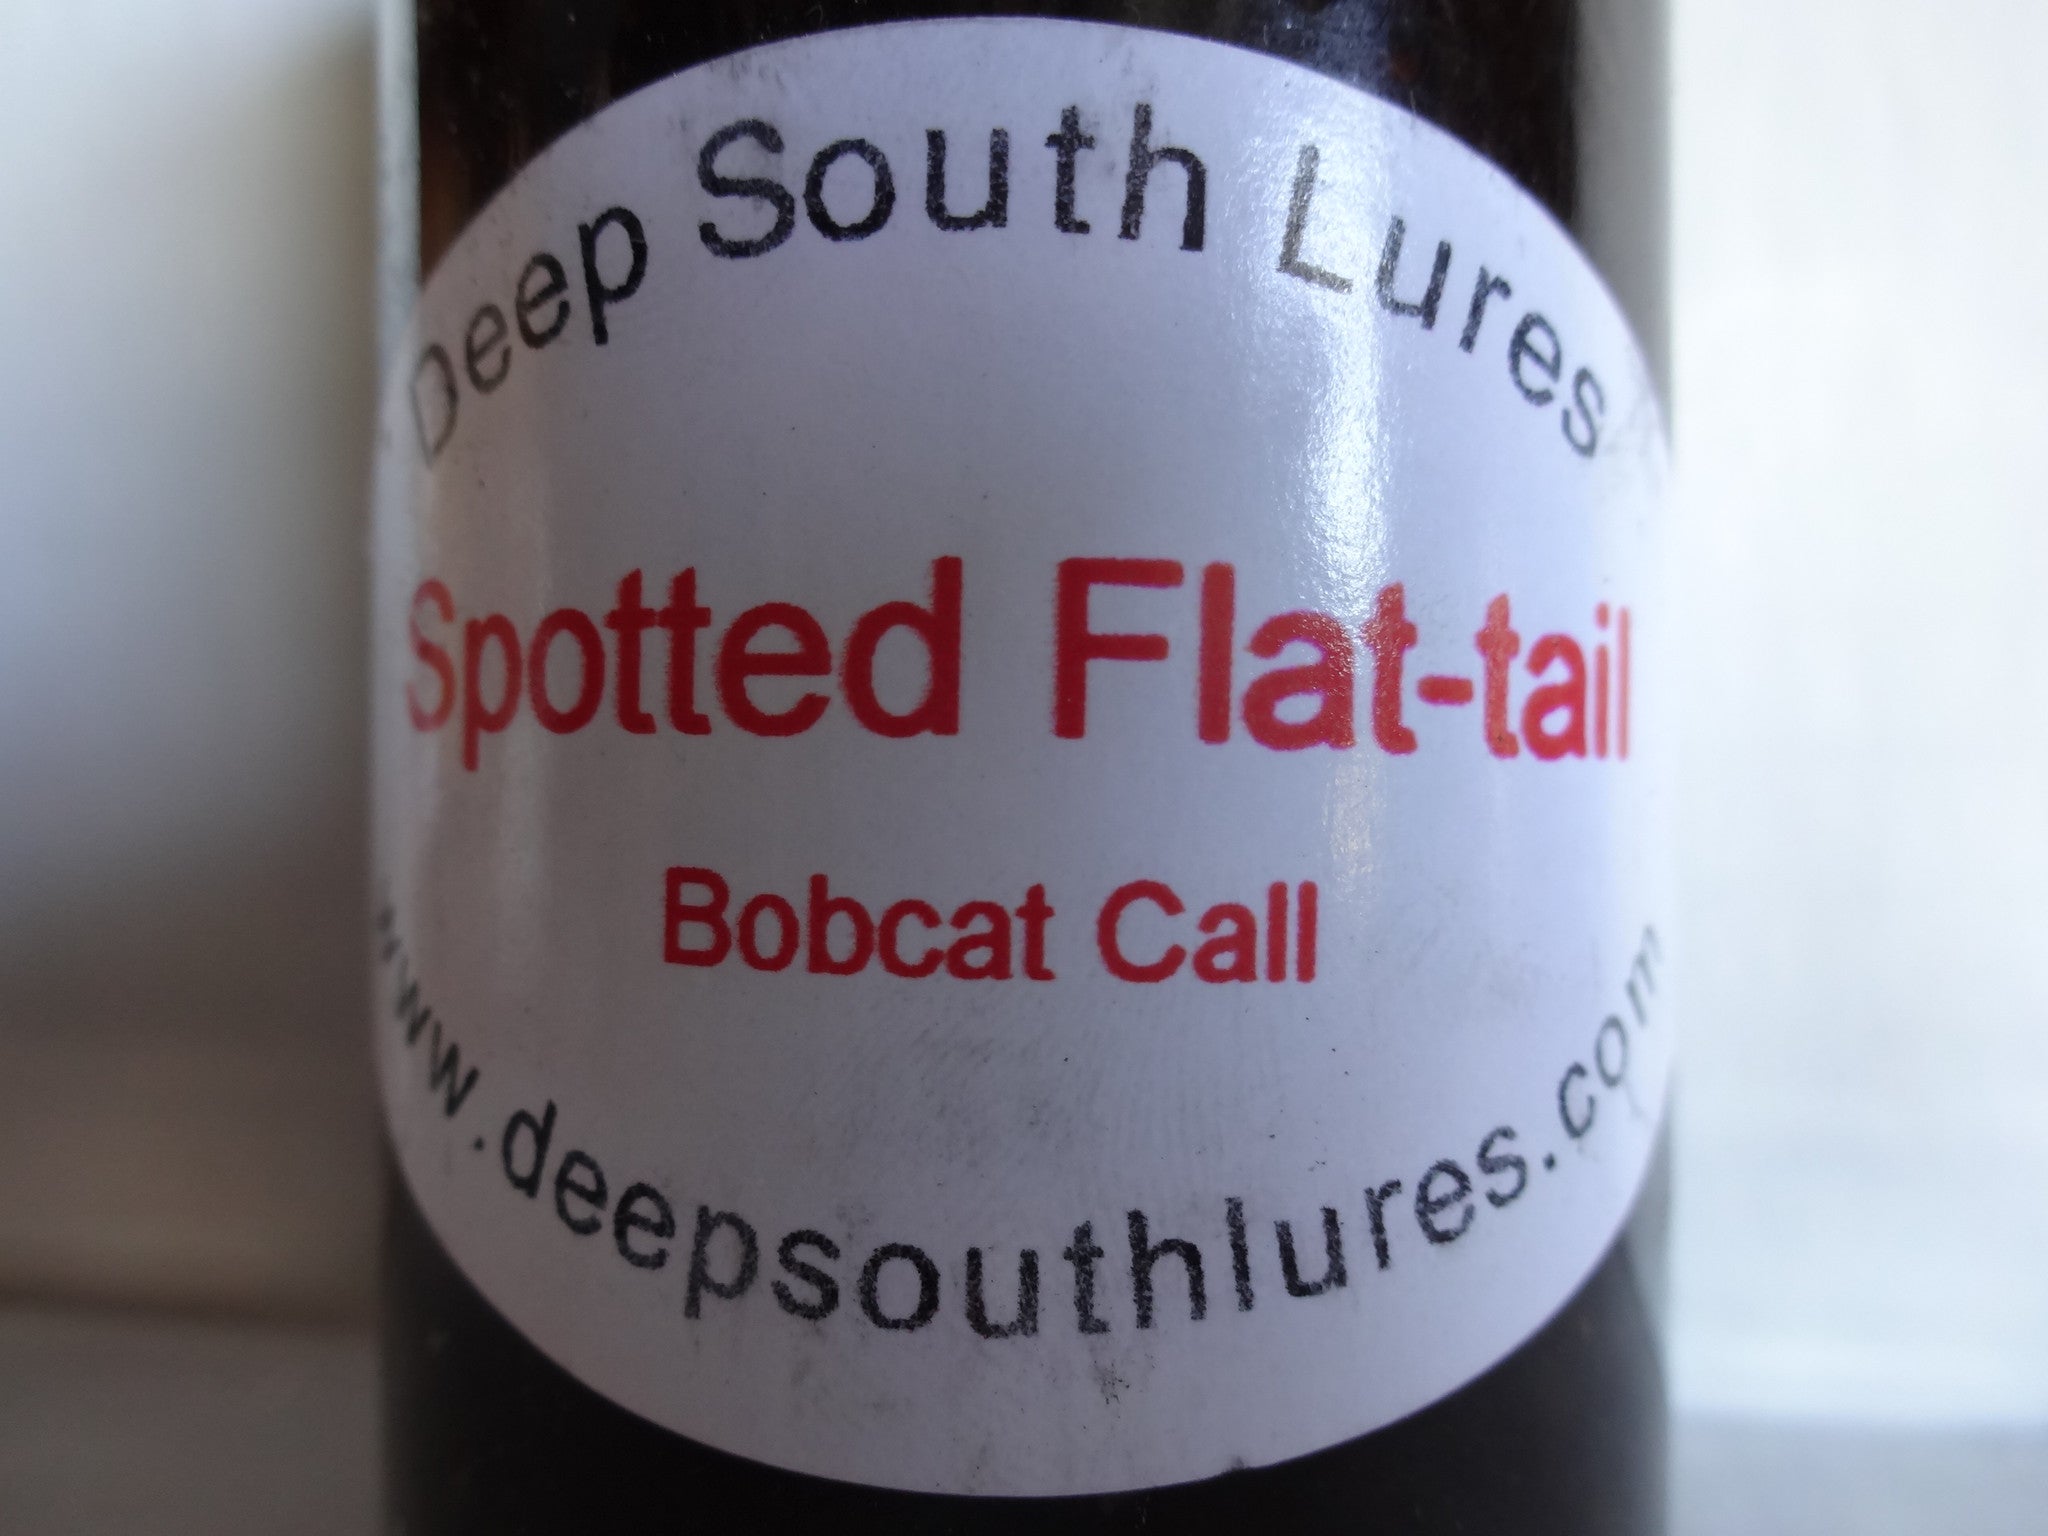 Deep South Lures
Spotted Flat-tail
Bobcat Call
www.deepsouthlures.com